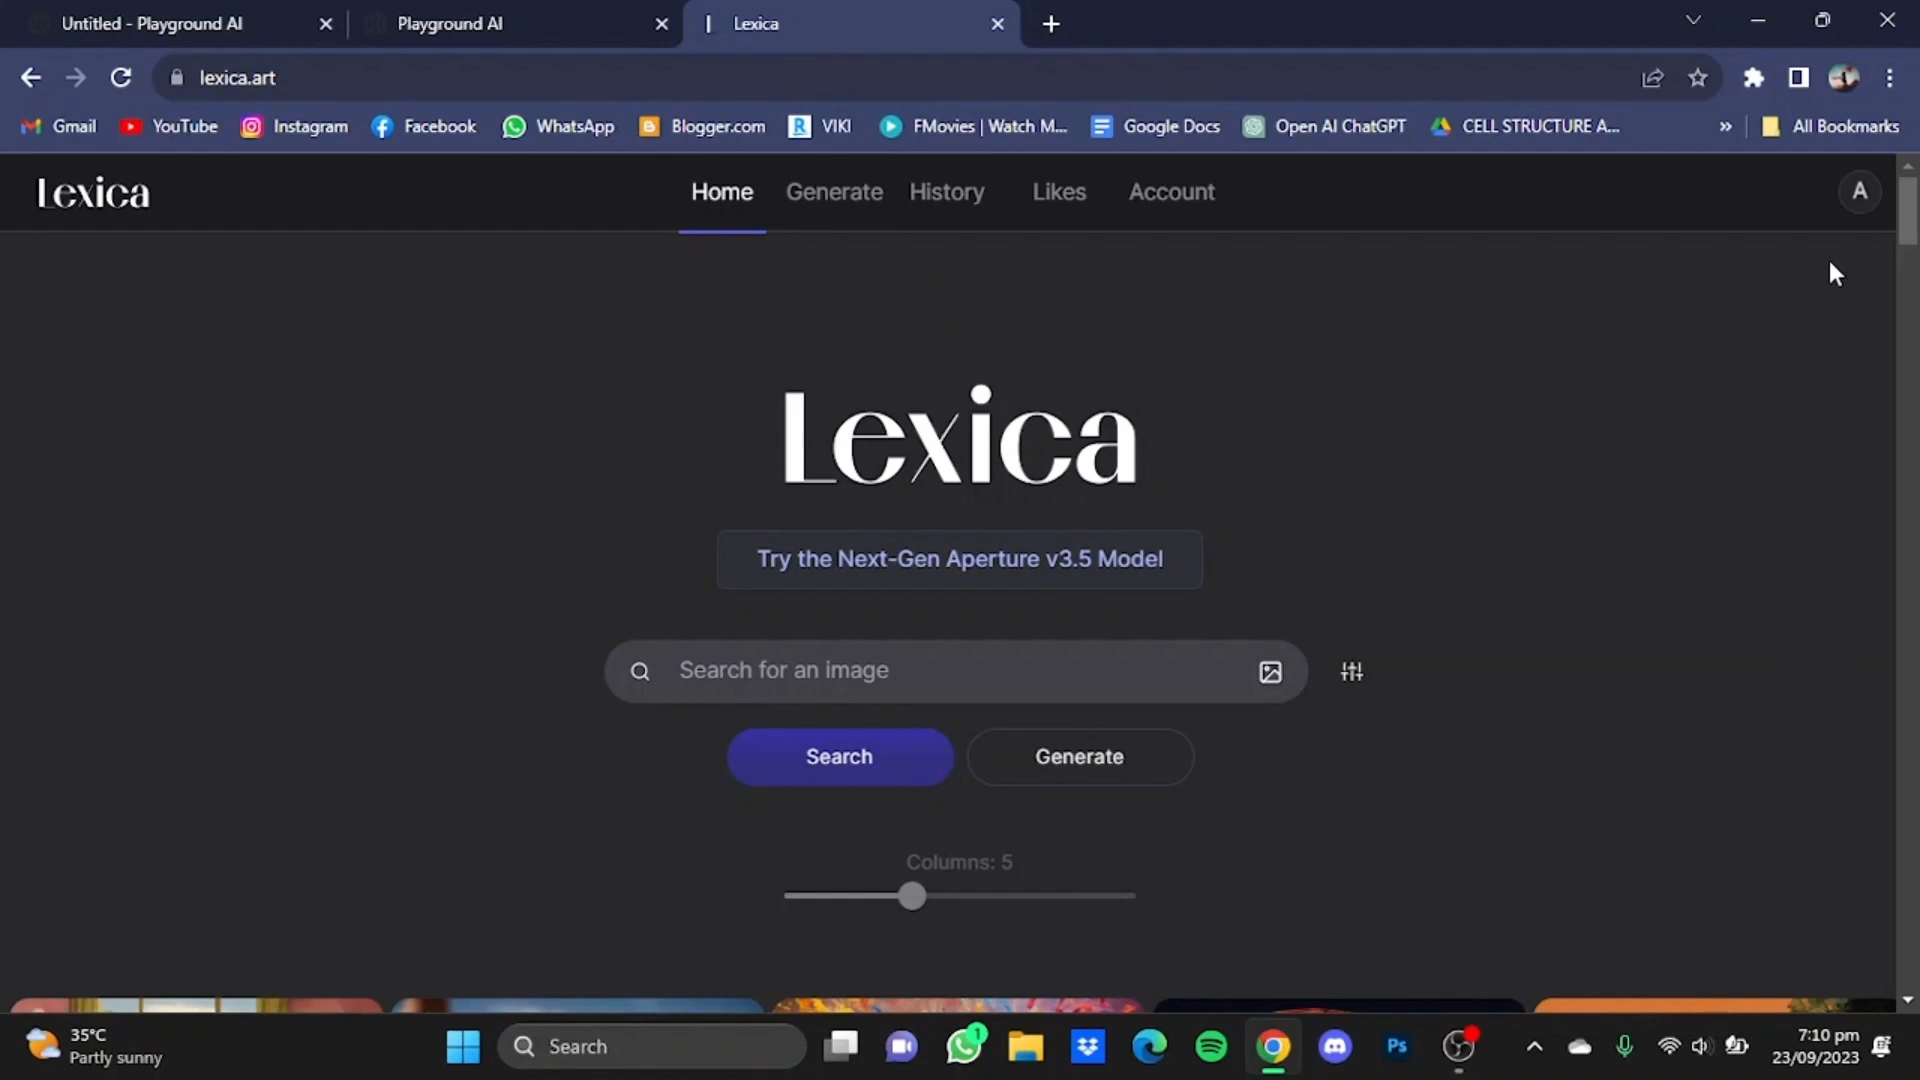 Untitled - Playground AI
Playground AI
Lexica
lexica.art
Gmail
YouTube
Instagram
Facebook
WhatsApp
Blogger.com
VIKI
FMovies | Watch M...
Google Docs
Open AI ChatGPT
CELL STRUCTURE A...
»
All Bookmarks
Lexica
Home
Generate
History
Likes
Account
A
Lexica
Try the Next-Gen Aperture v3.5 Model
Search for an image
Search
Generate
Columns: 5
35°C
Partly sunny
Search
1
Ps
7:10 pm
23/09/2023